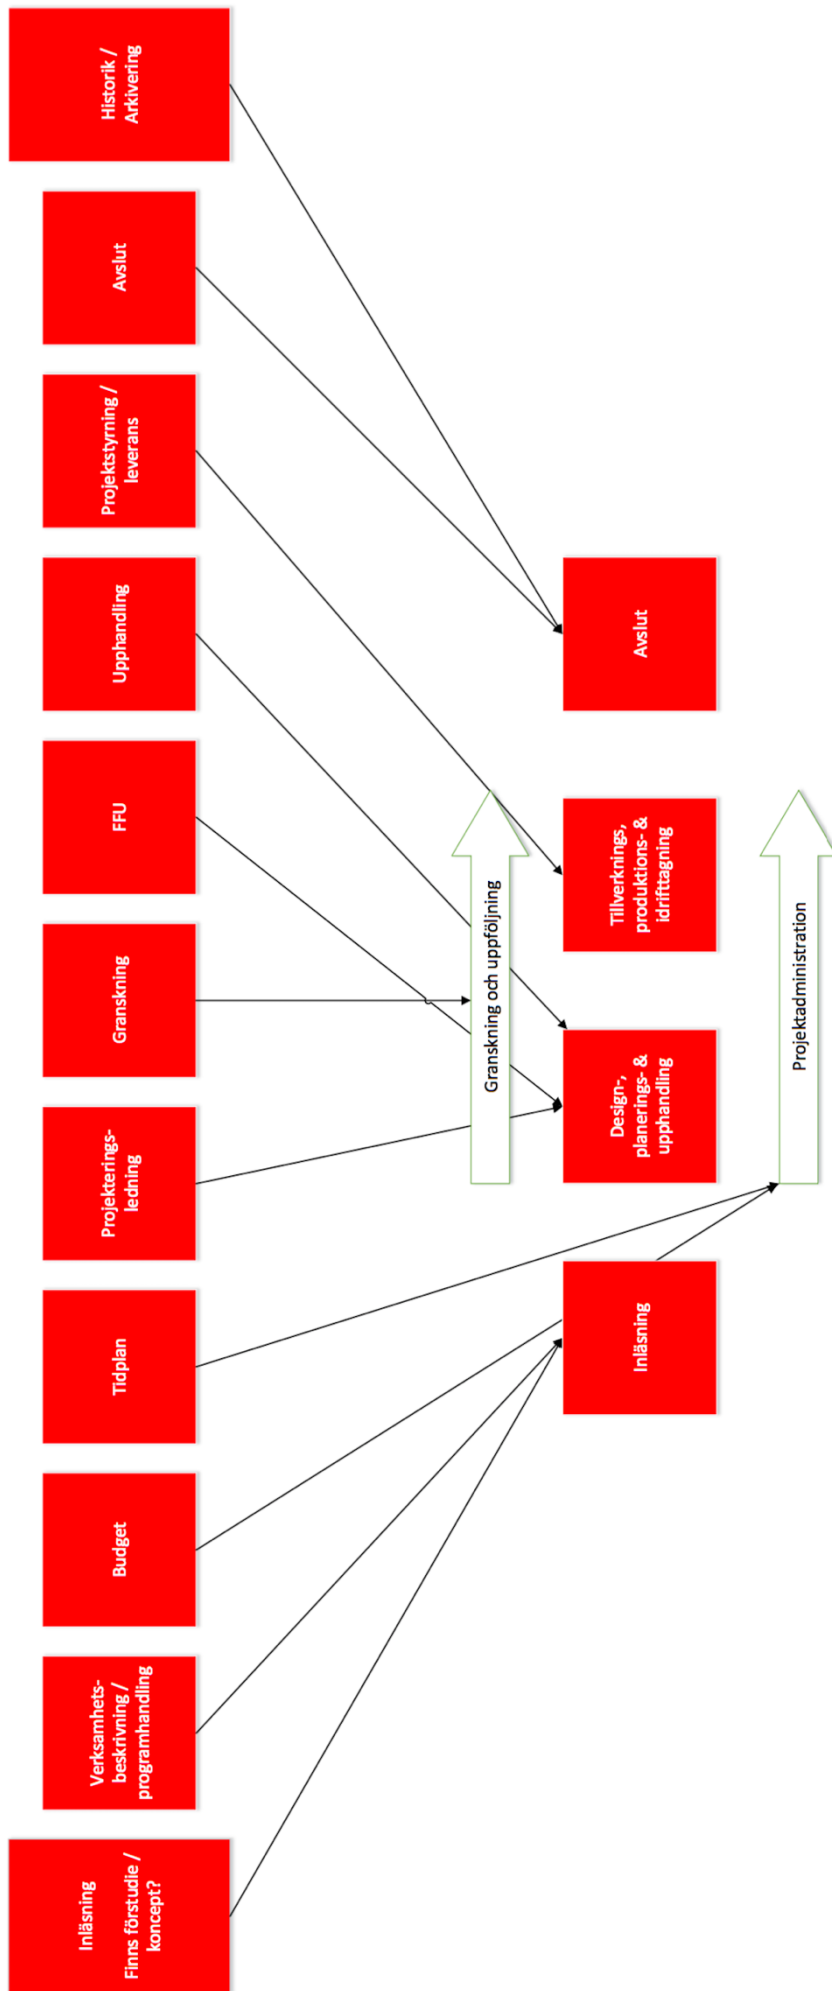 Inläsning
Finns förstudie /
koncept?
Verksamhets-
beskrivning /
programhandling
Budget
Tidplan
Projekterings-
ledning
Granskning
FFU
Upphandling
Projektstyrning /
leverans
Avslut
Historik /
Arkivering
Granskning och uppföljning
Inläsning
Design-,
planerings- &
upphandling
Tillverknings,
produktions- &
idrifttagning
Avslut
Projektadministration